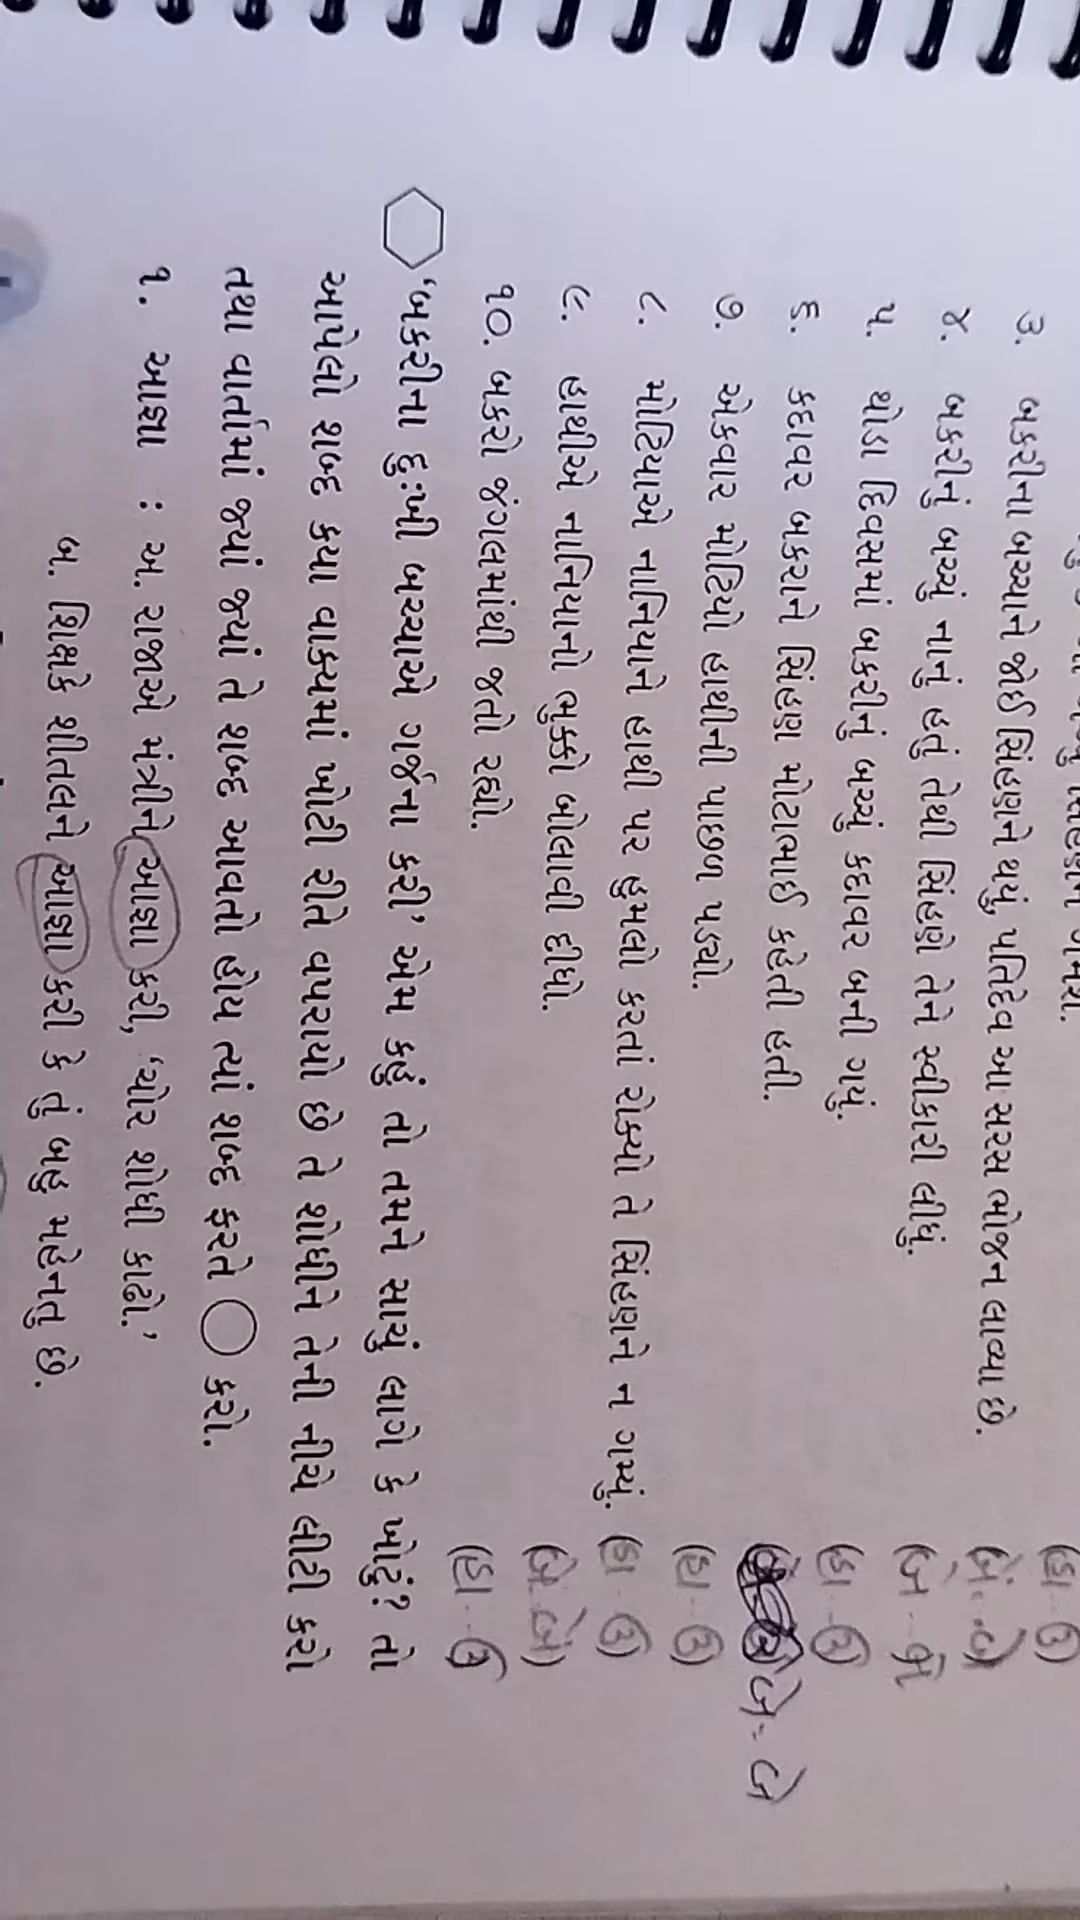 ૩. બકરીના બચ્ચાને જોઈ સિંહણને થયું પતિદેવ આ સરસ ભોજન લાવ્યા છે.
૪. બકરીનું બચ્ચું નાનું હતું તેથી સિંહણે તેને સ્વીકારી લીધું.
૫. થોડા દિવસમાં બકરીનું બચ્ચું કદાવર બની ગયું.
૬. કદાવર બકરાને સિંહણ મોટાભાઈ કહેતી હતી.
૭. એકવાર મોટિયો હાથીની પાછળ પડ્યો.
૮. મોટિયાએ નાનિયાને હાથી પર હુમલો કરતાં રોક્યો તે સિંહણને ન ગમ્યું.
૯. હાથીએ નાનિયાનો ભુક્કો બોલાવી દીધો.
૧૦. બકરો જંગલમાંથી જતો રહ્યો.
'બકરીના દુઃખી બચ્ચાએ ગર્જના કરી' એમ કહું તો તમને સાચું લાગે કે ખોટું? તો
આપેલો શબ્દ કયા વાક્યમાં ખોટી રીતે વપરાયો છે તે શોધીને તેની નીચે લીટી કરો
તથા વાર્તામાં જ્યાં જ્યાં તે શબ્દ આવતો હોય ત્યાં શબ્દ ફરતે કરો.
૧. આજ્ઞા : અ. રાજાએ મંત્રીને આજ્ઞા કરી, 'ચોર શોધી કાઢો.'
બ. શિક્ષકે શીતલને આજ્ઞા કરી કે તું બહુ મહેનતુ છે.